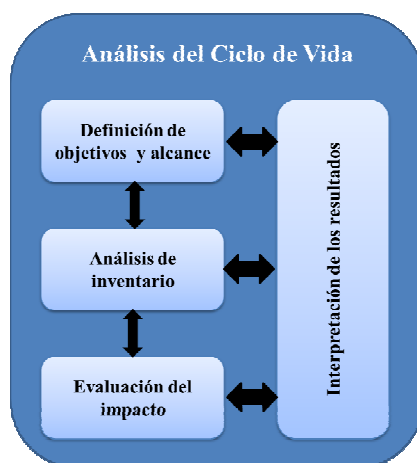 Análisis del Ciclo de Vida
Definición de
objetivos y alcance
Análisis de
inventario
Evaluación del
impacto
Interpretación de los resultados